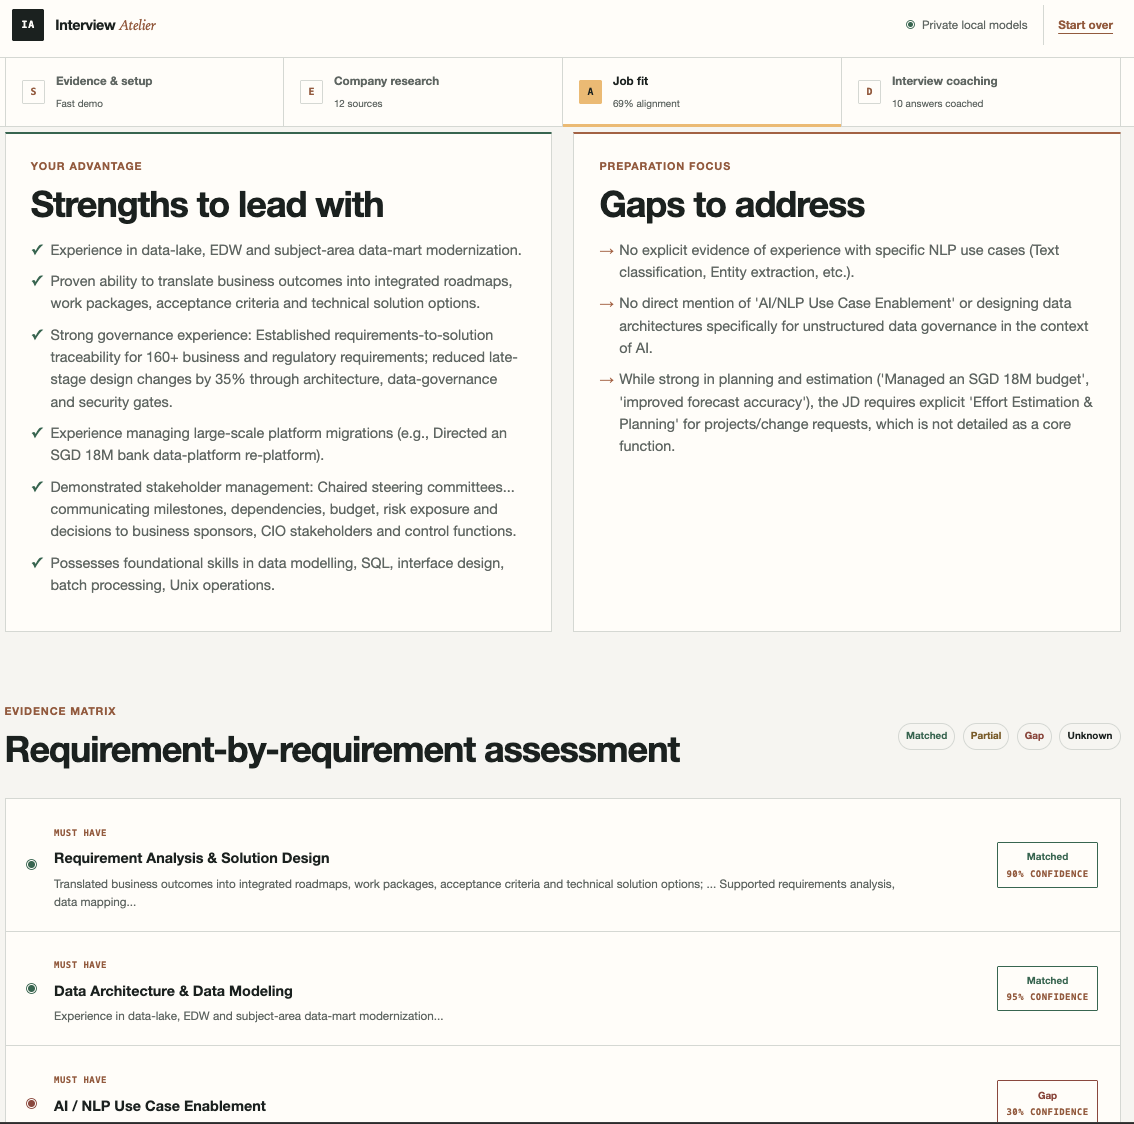 IA
Interview Atelier
Private local models
Start over
S
Evidence & setup
Fast demo
E
Company research
12 sources
A
Job fit
69% alignment
D
Interview coaching
10 answers coached
YOUR ADVANTAGE
Strengths to lead with
✓ Experience in data-lake, EDW and subject-area data-mart modernization.
✓ Proven ability to translate business outcomes into integrated roadmaps,
work packages, acceptance criteria and technical solution options.
✓ Strong governance experience: Established requirements-to-solution
traceability for 160+ business and regulatory requirements; reduced late-
stage design changes by 35% through architecture, data-governance
and security gates.
✓ Experience managing large-scale platform migrations (e.g., Directed an
SGD 18M bank data-platform re-platform).
✓ Demonstrated stakeholder management: Chaired steering committees...
communicating milestones, dependencies, budget, risk exposure and
decisions to business sponsors, CIO stakeholders and control functions.
✓ Possesses foundational skills in data modelling, SQL, interface design,
batch processing, Unix operations.
PREPARATION FOCUS
Gaps to address
→ No explicit evidence of experience with specific NLP use cases (Text
classification, Entity extraction, etc.).
→ No direct mention of 'AI/NLP Use Case Enablement' or designing data
architectures specifically for unstructured data governance in the context
of AI.
→ While strong in planning and estimation ('Managed an SGD 18M budget',
'improved forecast accuracy'), the JD requires explicit 'Effort Estimation &
Planning' for projects/change requests, which is not detailed as a core
function.
EVIDENCE MATRIX
Requirement-by-requirement assessment
Matched
Partial
Gap
Unknown
MUST HAVE
Requirement Analysis & Solution Design
Translated business outcomes into integrated roadmaps, work packages, acceptance criteria and technical solution options; ... Supported requirements analysis,
data mapping...
Matched
90% CONFIDENCE
MUST HAVE
Data Architecture & Data Modeling
Experience in data-lake, EDW and subject-area data-mart modernization...
Matched
95% CONFIDENCE
MUST HAVE
AI / NLP Use Case Enablement
Gap
30% CONFIDENCE